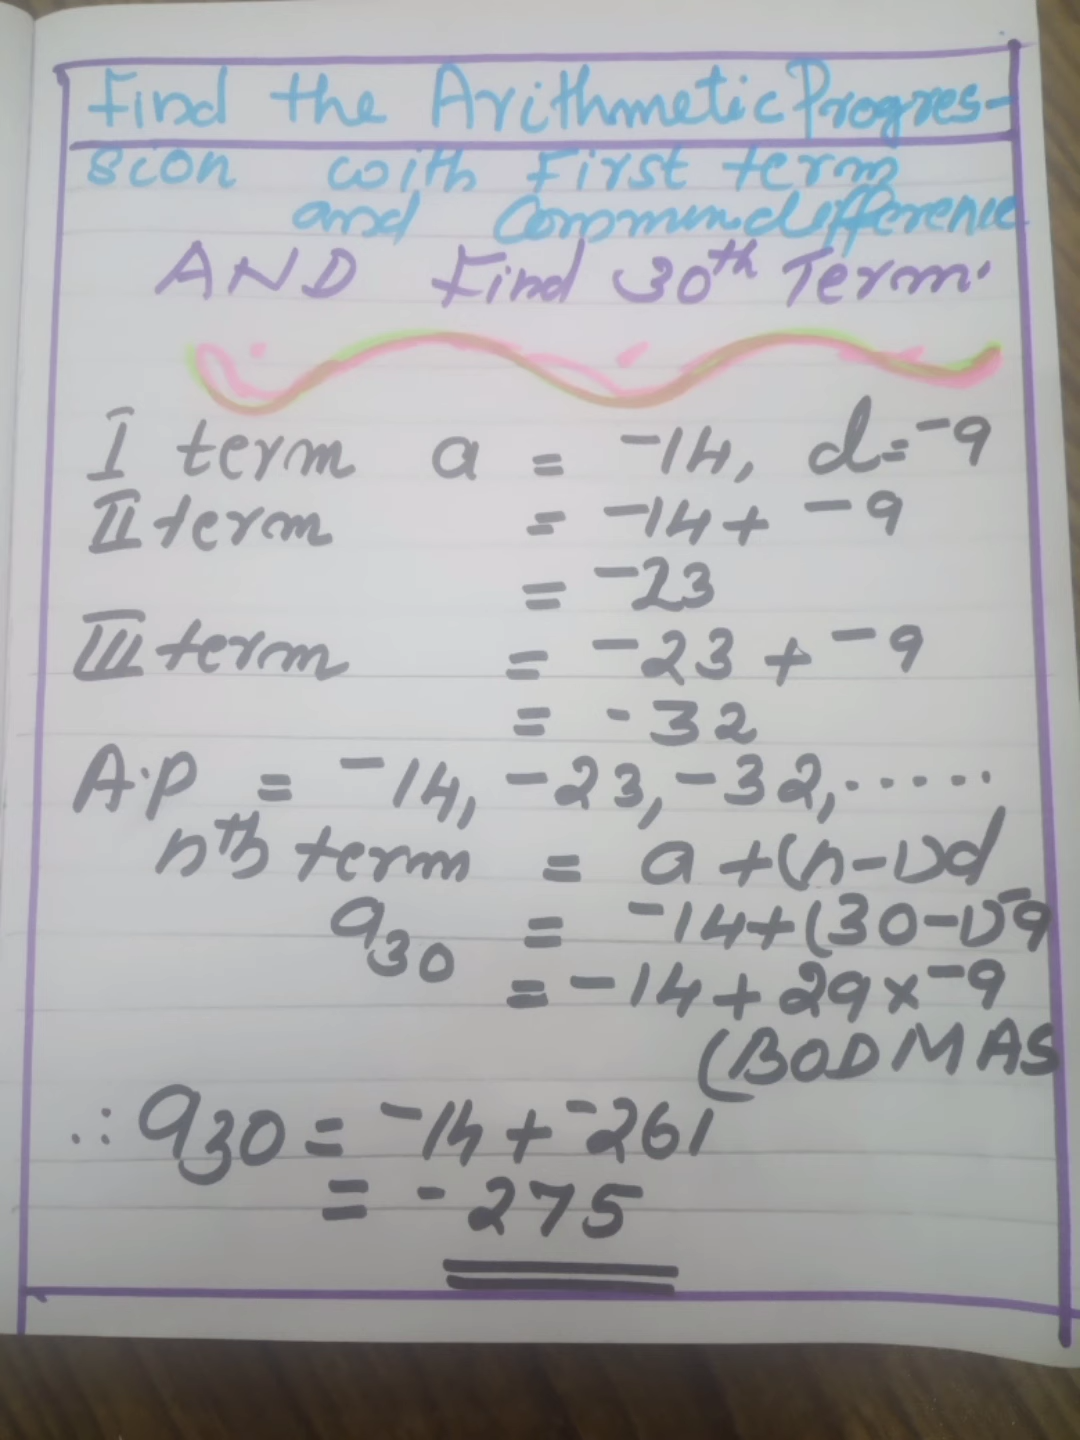 Find the Arithmetic Progres-
sion with First term
and Common difference
AND Find 30th Term.
I term a = -14, d=-9
II term = -14 + -9
= -23
III term = -23 + -9
= -32
A.P = -14, -23, -32, .....
nth term = a + (n-1)d
a30 = -14+(30-1)-9
= -14 + 29 x -9
(BODMAS
∴ a30 = -14 + -261
= -275